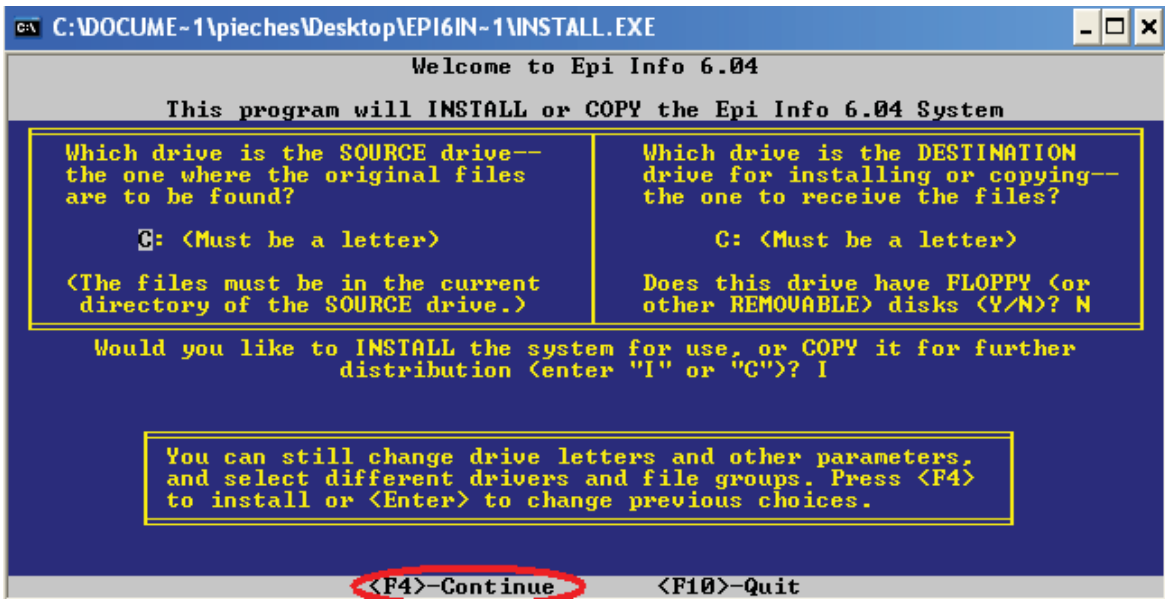 C:\DOCUME~1\pieches\Desktop\EPI6IN~1\INSTALL.EXE
Welcome to Epi Info 6.04
This program will INSTALL or COPY the Epi Info 6.04 System
Which drive is the SOURCE drive--
the one where the original files
are to be found?
C: (Must be a letter)
(The files must be in the current
directory of the SOURCE drive.)
Which drive is the DESTINATION
drive for installing or copying--
the one to receive the files?
C: (Must be a letter)
Does this drive have FLOPPY (or
other REMOVABLE) disks (Y/N)? N
Would you like to INSTALL the system for use, or COPY it for further
distribution (enter "I" or "C")? I
You can still change drive letters and other parameters,
and select different drivers and file groups. Press <F4>
to install or <Enter> to change previous choices.
<F4>-Continue <F10>-Quit